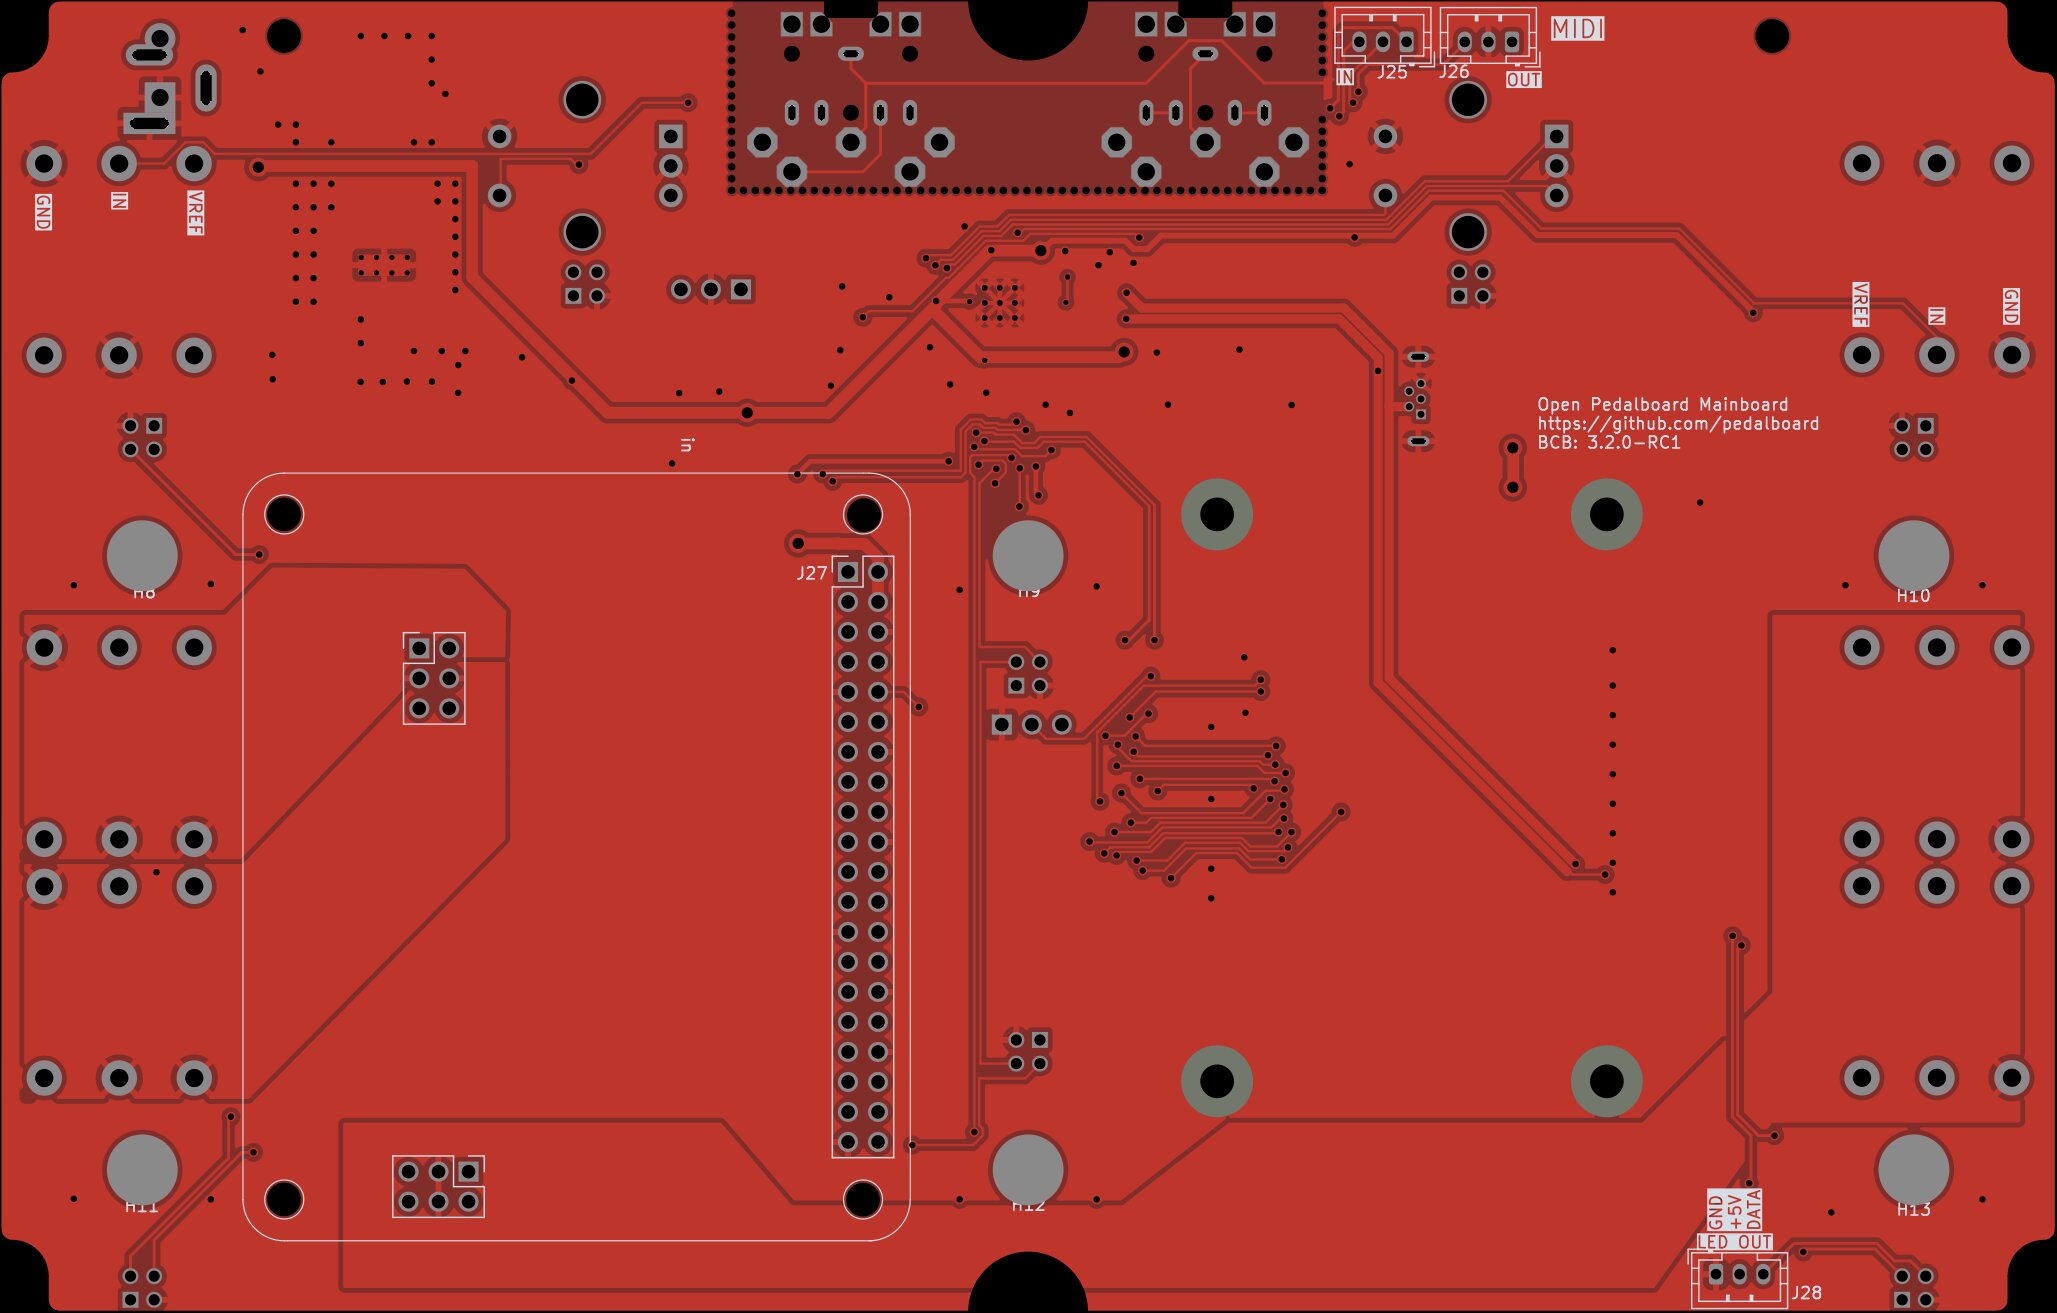 MIDI
J25
J26
IN
OUT
GND
IN
VREF
VREF
IN
GND
Open Pedalboard Mainboard
https://github.com/pedalboard
BCB: 3.2.0-RC1
in
J27
H8
H9
H10
H11
H12
H13
GND
+5V
DATA
LED OUT
J28